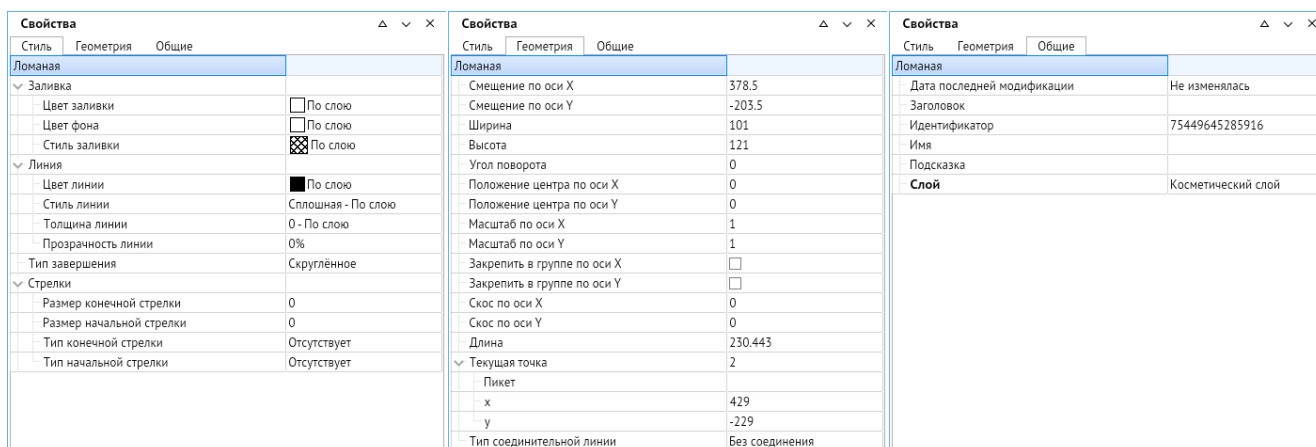 Свойства
Стиль Геометрия Общие
Ломаная
Заливка
Цвет заливки По слою
Цвет фона По слою
Стиль заливки По слою
Линия
Цвет линии По слою
Стиль линии Сплошная - По слою
Толщина линии 0 - По слою
Прозрачность линии 0%
Тип завершения Скруглённое
Стрелки
Размер конечной стрелки 0
Размер начальной стрелки 0
Тип конечной стрелки Отсутствует
Тип начальной стрелки Отсутствует
Свойства
Стиль Геометрия Общие
Ломаная
Смещение по оси X 378.5
Смещение по оси Y -203.5
Ширина 101
Высота 121
Угол поворота 0
Положение центра по оси X 0
Положение центра по оси Y 0
Масштаб по оси X 1
Масштаб по оси Y 1
Закрепить в группе по оси X
Закрепить в группе по оси Y
Скос по оси X 0
Скос по оси Y 0
Длина 230.443
Текущая точка 2
Пикет
x 429
y -229
Тип соединительной линии Без соединения
Свойства
Стиль Геометрия Общие
Ломаная
Дата последней модификации Не изменялась
Заголовок
Идентификатор 75449645285916
Имя
Подсказка
Слой Косметический слой